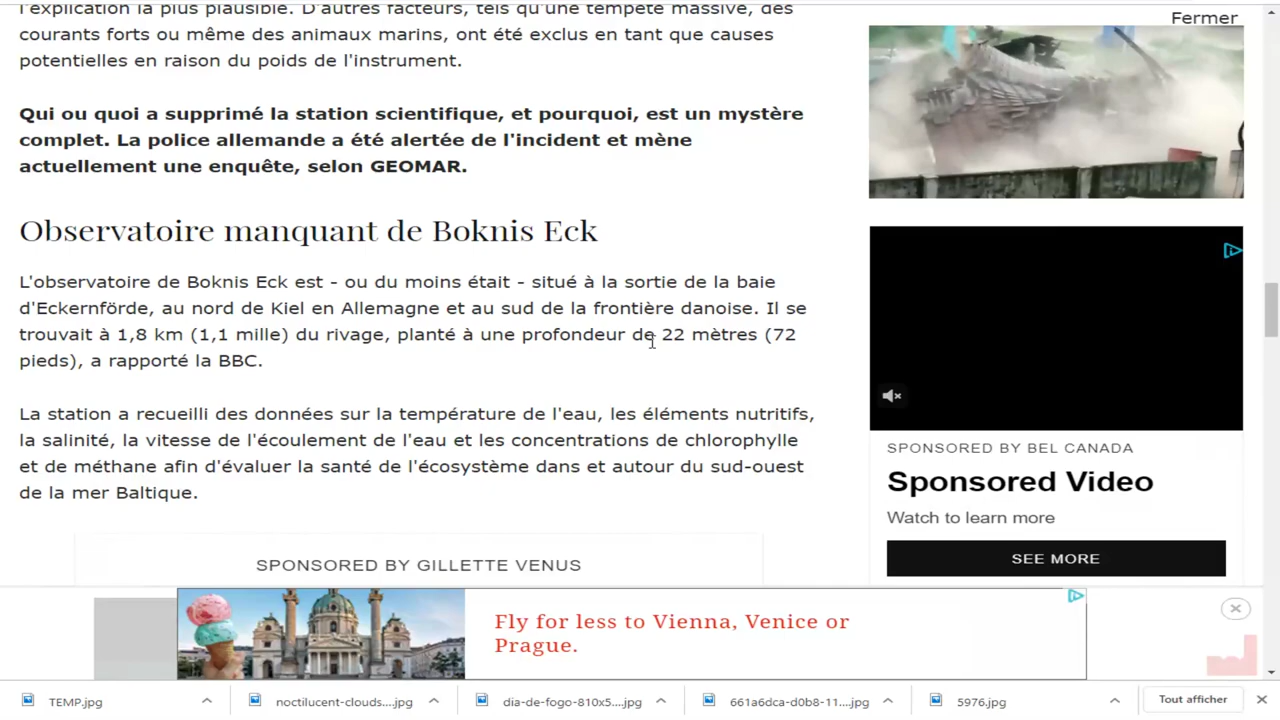 l'explication la plus plausible. D'autres facteurs, tels qu'une tempête massive, des
courants forts ou même des animaux marins, ont été exclus en tant que causes
potentielles en raison du poids de l'instrument.
Qui ou quoi a supprimé la station scientifique, et pourquoi, est un mystère
complet. La police allemande a été alertée de l'incident et mène
actuellement une enquête, selon GEOMAR.
Observatoire manquant de Boknis Eck
L'observatoire de Boknis Eck est - ou du moins était - situé à la sortie de la baie
d'Eckernförde, au nord de Kiel en Allemagne et au sud de la frontière danoise. Il se
trouvait à 1,8 km (1,1 mille) du rivage, planté à une profondeur de 22 mètres (72
pieds), a rapporté la BBC.
La station a recueilli des données sur la température de l'eau, les éléments nutritifs,
la salinité, la vitesse de l'écoulement de l'eau et les concentrations de chlorophylle
et de méthane afin d'évaluer la santé de l'écosystème dans et autour du sud-ouest
de la mer Baltique.
SPONSORED BY GILLETTE VENUS
Fermer
SPONSORED BY BEL CANADA
Sponsored Video
Watch to learn more
SEE MORE
Fly for less to Vienna, Venice or
Prague.
TEMP.jpg
noctilucent-clouds....jpg
dia-de-fogo-810x5....jpg
661a6dca-d0b8-11....jpg
5976.jpg
Tout afficher